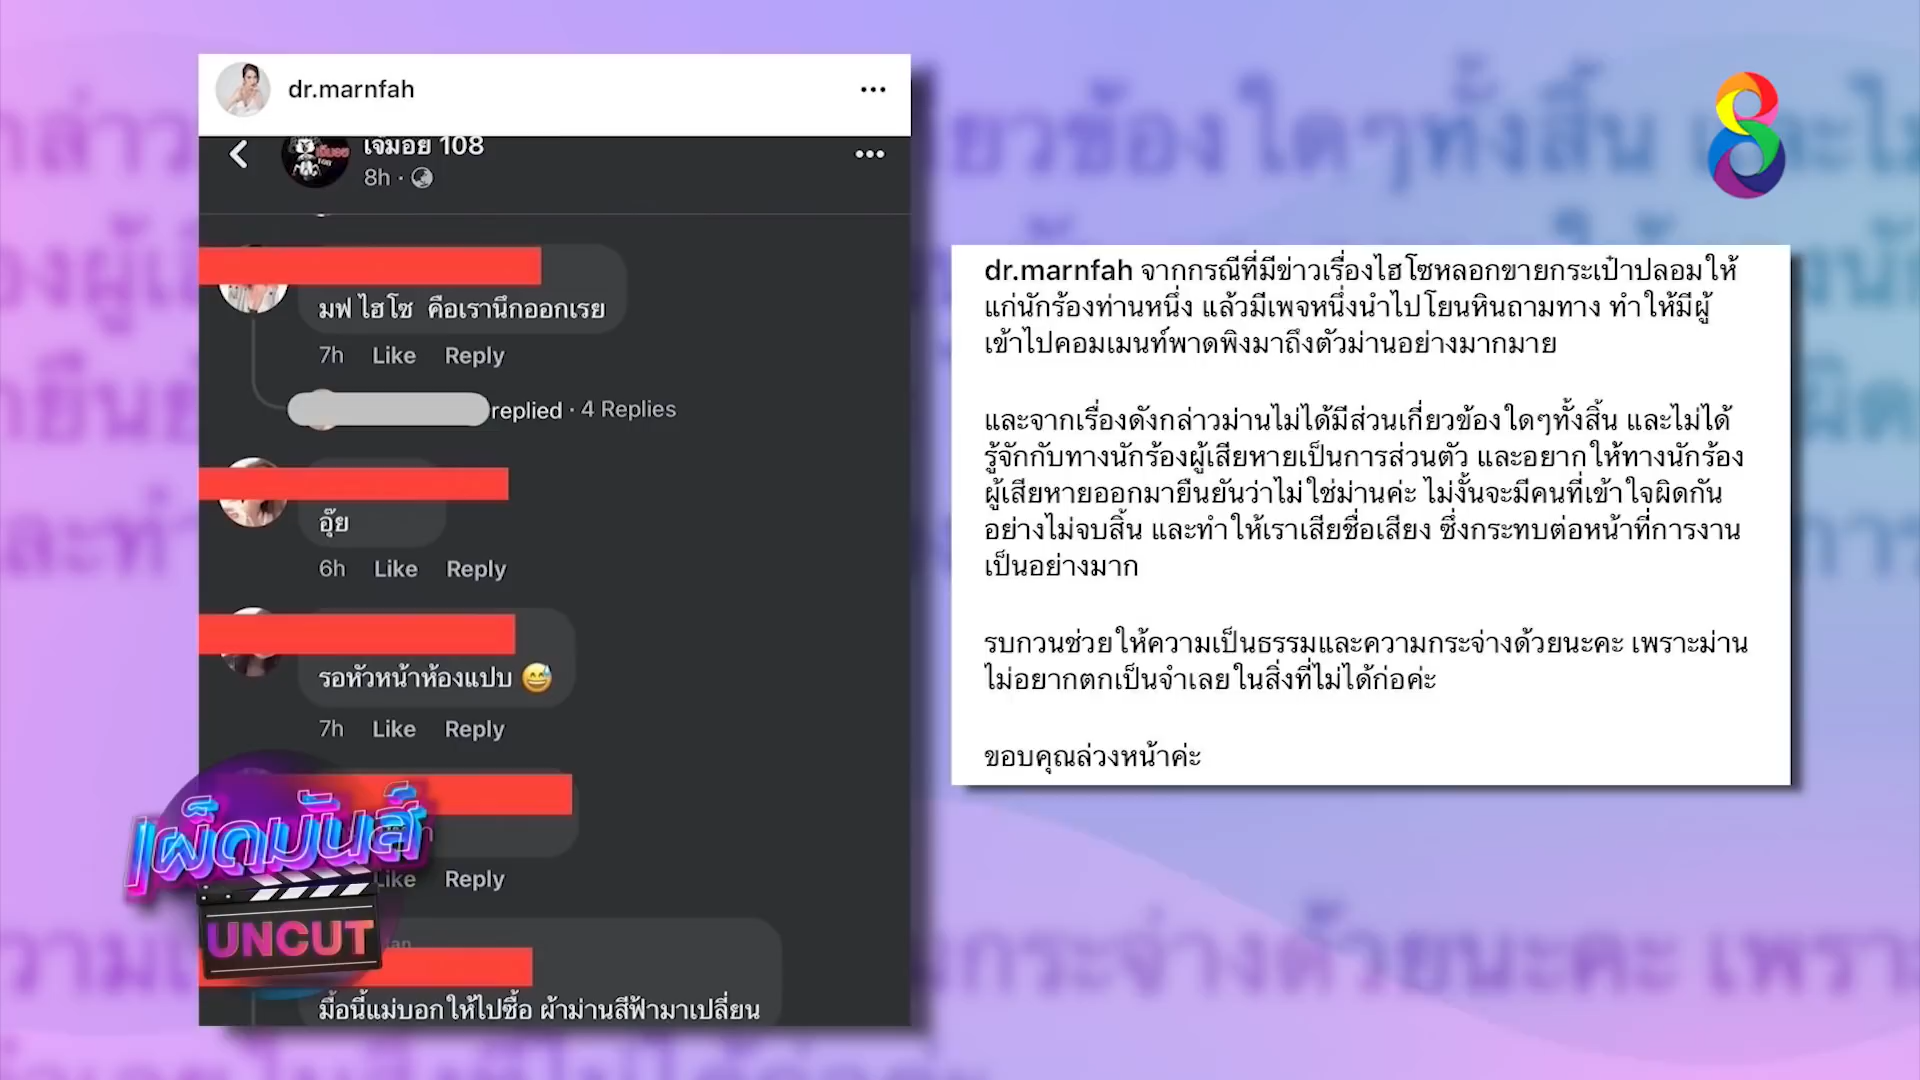 dr.marnfah
เจ๊มอย 108
8h
มฟ ไฮโซ คือเรานึกออกเรย
7h Like Reply
replied · 4 Replies
อุ๊ย
6h Like Reply
รอหัวหน้าห้องแปบ 😅
7h Like Reply
Like Reply
มื้อนี้แม่บอกให้ไปซื้อ ผ้าม่านสีฟ้ามาเปลี่ยน
เผ็ดมันส์
UNCUT
8
dr.marnfah จากกรณีที่มีข่าวเรื่องไฮโซหลอกขายกระเป๋าปลอมให้
แก่นักร้องท่านหนึ่ง แล้วมีเพจหนึ่งนำไปโยนหินถามทาง ทำให้มีผู้
เข้าไปคอมเมนท์พาดพิงมาถึงตัวม่านอย่างมากมาย
และจากเรื่องดังกล่าวม่านไม่ได้มีส่วนเกี่ยวข้องใดๆทั้งสิ้น และไม่ได้
รู้จักกับทางนักร้องผู้เสียหายเป็นการส่วนตัว และอยากให้ทางนักร้อง
ผู้เสียหายออกมายืนยันว่าไม่ใช่ม่านค่ะ ไม่งั้นจะมีคนที่เข้าใจผิดกัน
อย่างไม่จบสิ้น และทำให้เราเสียชื่อเสียง ซึ่งกระทบต่อหน้าที่การงาน
เป็นอย่างมาก
รบกวนช่วยให้ความเป็นธรรมและความกระจ่างด้วยนะคะ เพราะม่าน
ไม่อยากตกเป็นจำเลยในสิ่งที่ไม่ได้ก่อค่ะ
ขอบคุณล่วงหน้าค่ะ